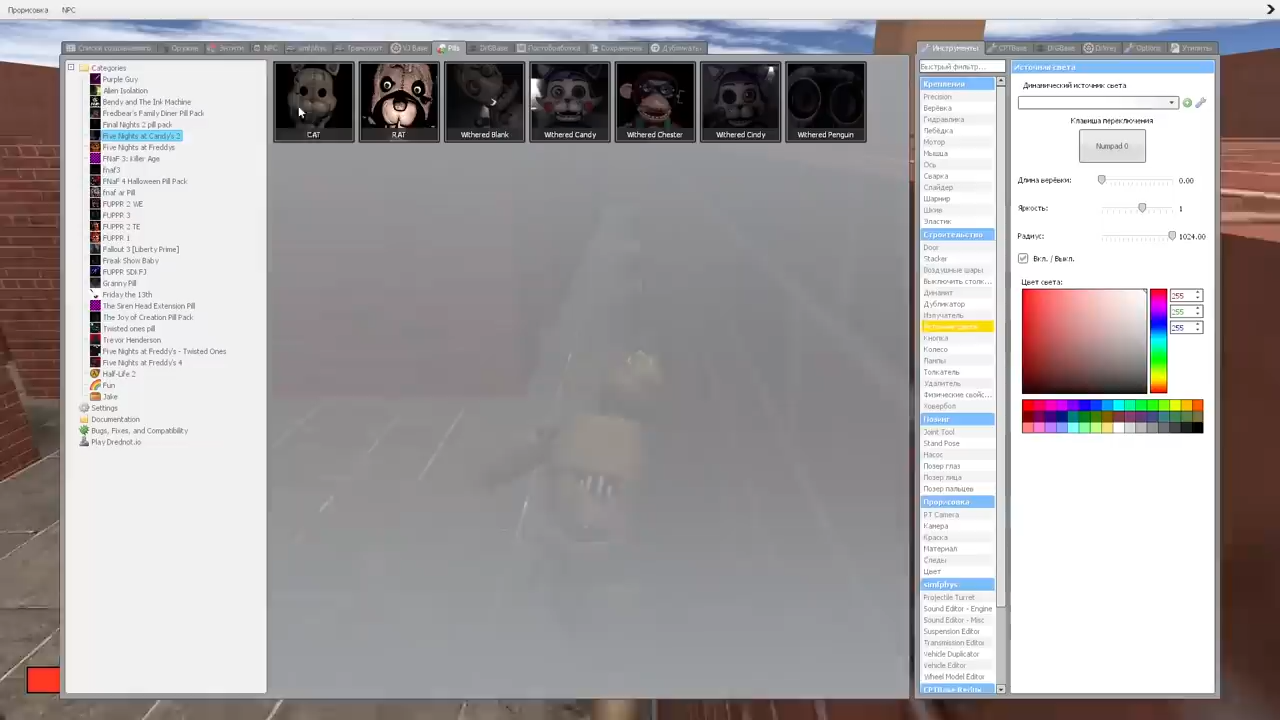 Прорисовка NPC
Оружие
NPC
simfphys
Транспорт
VJ Base
Pills
DrGBase
Постобработка
Сохранения
Дубликаты
Инструменты
CPTBase
DrGBase
Options
Утилиты
Categories
Purple Guy
Alien Isolation
Bendy and The Ink Machine
Fredbear's Family Diner Pill Pack
Final Nights 2 pill pack
Five Nights at Candy's 2
Five Nights at Freddys
FNaF 3: Killer Age
fnaf3
FNaF 4 Halloween Pill Pack
fnaf ar Pill
FUPPR 2 WE
FUPPR 3
FUPPR 2 TE
FUPPR 1
Fallout 3 [Liberty Prime]
Freak Show Baby
FUPPR SDLFJ
Granny Pill
Friday the 13th
The Siren Head Extension Pill
The Joy of Creation Pill Pack
Twisted ones pill
Trevor Henderson
Five Nights at Freddy's - Twisted Ones
Five Nights at Freddy's 4
Half-Life 2
Fun
Jake
Settings
Documentation
Bugs, Fixes, and Compatibility
Play Drednot.io
CAT
RAT
Withered Blank
Withered Candy
Withered Chester
Withered Cindy
Withered Penguin
Быстрый фильтр...
Крепления
Precision
Верёвка
Гидравлика
Лебёдка
Мотор
Мышца
Ось
Сварка
Слайдер
Шарнир
Шкив
Эластик
Строительство
Door
Stacker
Воздушные шары
Выключить столк...
Динамит
Дубликатор
Излучатель
Источник света
Кнопка
Колесо
Лампы
Толкатель
Удалитель
Физические свойс...
Ховербол
Позинг
Joint Tool
Stand Pose
Насос
Позер глаз
Позер лица
Позер пальцев
Прорисовка
RT Camera
Камера
Краска
Материал
Следы
Цвет
simfphys
Projectile Turret
Sound Editor - Engine
Sound Editor - Misc
Suspension Editor
Transmission Editor
Vehicle Duplicator
Vehicle Editor
Wheel Model Editor
CPTBase Redux
Источник света
Динамический источник света
Клавиша переключения
Numpad 0
Длина верёвки: 0.00
Яркость: 1
Радиус: 1024.00
Вкл. / Выкл.
Цвет света:
255
255
255